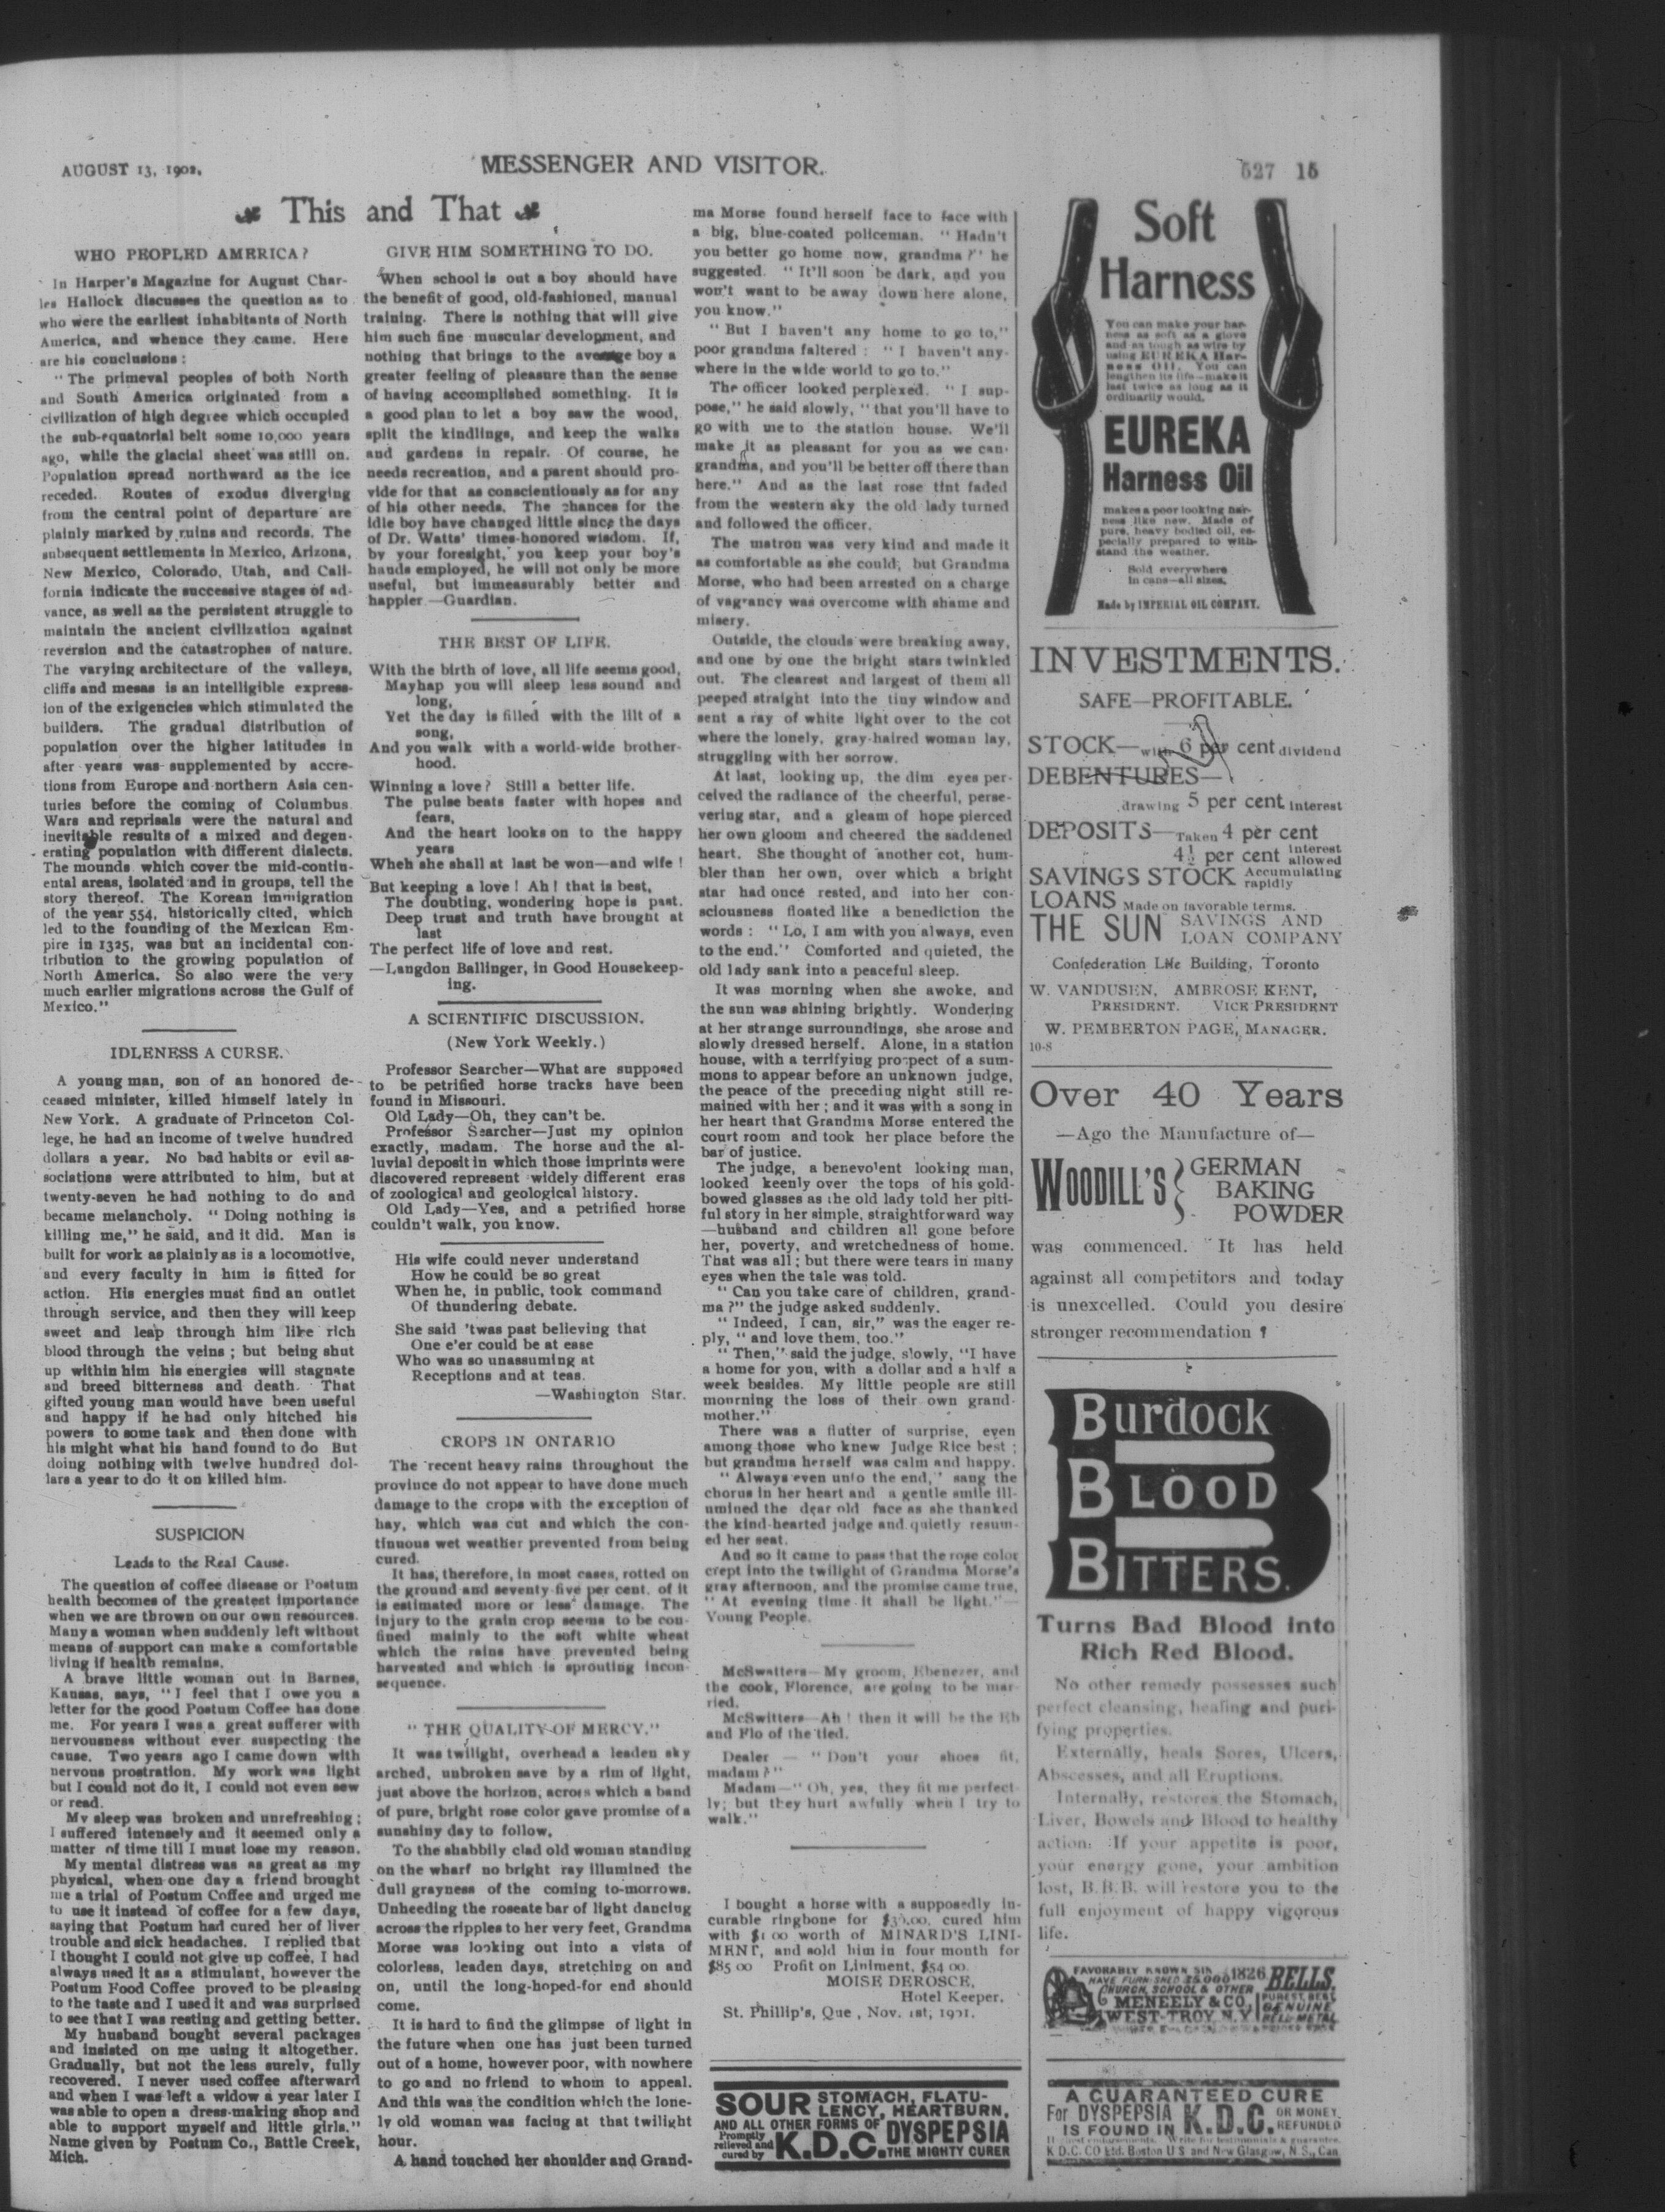 AUGUST 13, 1902.
MESSENGER AND VISITOR.
527 15
This and That
WHO PEOPLED AMERICA?
In Harper's Magazine for August Char-
les Hallock discusses the question as to
who were the earliest inhabitants of North
America, and whence they came. Here
are his conclusions :
"The primeval peoples of both North
and South America originated from a
civilization of high degree which occupied
the sub-equatorial belt some 10,000 years
ago, while the glacial sheet was still on.
Population spread northward as the ice
receded. Routes of exodus diverging
from the central point of departure are
plainly marked by ruins and records. The
subsequent settlements in Mexico, Arizona,
New Mexico, Colorado, Utah, and Cali-
fornia indicate the successive stages of ad-
vance, as well as the persistent struggle to
maintain the ancient civilization against
reversion and the catastrophes of nature.
The varying architecture of the valleys,
cliffs and mesas is an intelligible express-
ion of the exigencies which stimulated the
builders. The gradual distribution of
population over the higher latitudes in
after years was supplemented by accre-
tions from Europe and northern Asia cen-
turies before the coming of Columbus.
Wars and reprisals were the natural and
inevitable results of a mixed and degen-
erating population with different dialects.
The mounds which cover the mid-contin-
ental areas, isolated and in groups, tell the
story thereof. The Korean immigration
of the year 554, historically cited, which
led to the founding of the Mexican Em-
pire in 1325, was but an incidental con-
tribution to the growing population of
North America. So also were the very
much earlier migrations across the Gulf of
Mexico."
IDLENESS A CURSE.
A young man, son of an honored de-
ceased minister, killed himself lately in
New York. A graduate of Princeton Col-
lege, he had an income of twelve hundred
dollars a year. No bad habits or evil as-
sociations were attributed to him, but at
twenty-seven he had nothing to do and
became melancholy. "Doing nothing is
killing me," he said, and it did. Man is
built for work as plainly as is a locomotive,
and every faculty in him is fitted for
action. His energies must find an outlet
through service, and then they will keep
sweet and leap through him like rich
blood through the veins ; but being shut
up within him his energies will stagnate
and breed bitterness and death. That
gifted young man would have been useful
and happy if he had only hitched his
powers to some task and then done with
his might what his hand found to do But
doing nothing with twelve hundred dol-
lars a year to do it on killed him.
SUSPICION
Leads to the Real Cause.
The question of coffee disease or Postum
health becomes of the greatest importance
when we are thrown on our own resources.
Many a woman when suddenly left without
means of support can make a comfortable
living if health remains.
A brave little woman out in Barnes,
Kansas, says, "I feel that I owe you a
letter for the good Postum Coffee has done
me. For years I was a great sufferer with
nervousness without ever suspecting the
cause. Two years ago I came down with
nervous prostration. My work was light
but I could not do it, I could not even sew
or read.
My sleep was broken and unrefreshing ;
I suffered intensely and it seemed only a
matter of time till I must lose my reason.
My mental distress was as great as my
physical, when one day a friend brought
me a trial of Postum Coffee and urged me
to use it instead of coffee for a few days,
saying that Postum had cured her of liver
trouble and sick headaches. I replied that
I thought I could not give up coffee, I had
always used it as a stimulant, however the
Postum Food Coffee proved to be pleasing
to the taste and I used it and was surprised
to see that I was resting and getting better.
My husband bought several packages
and insisted on me using it altogether.
Gradually, but not the less surely, fully
recovered. I never used coffee afterward
and when I was left a widow a year later I
was able to open a dress-making shop and
able to support myself and little girls."
Name given by Postum Co., Battle Creek,
Mich.
GIVE HIM SOMETHING TO DO.
When school is out a boy should have
the benefit of good, old-fashioned, manual
training. There is nothing that will give
him such fine muscular development, and
nothing that brings to the average boy a
greater feeling of pleasure than the sense
of having accomplished something. It is
a good plan to let a boy saw the wood,
split the kindlings, and keep the walks
and gardens in repair. Of course, he
needs recreation, and a parent should pro-
vide for that as conscientiously as for any
of his other needs. The chances for the
idle boy have changed little since the days
of Dr. Watts' times-honored wisdom. If,
by your foresight, you keep your boy's
hands employed, he will not only be more
useful, but immeasurably better and
happier —Guardian.
THE BEST OF LIFE.
With the birth of love, all life seems good,
Mayhap you will sleep less sound and
long,
Yet the day is filled with the lilt of a
song,
And you walk with a world-wide brother-
hood.
Winning a love? Still a better life.
The pulse beats faster with hopes and
fears,
And the heart looks on to the happy
years
Wheh she shall at last be won—and wife !
But keeping a love ! Ah ! that is best,
The doubting, wondering hope is past.
Deep trust and truth have brought at
last
The perfect life of love and rest.
—Langdon Ballinger, in Good Housekeep-
ing.
A SCIENTIFIC DISCUSSION.
(New York Weekly.)
Professor Searcher—What are supposed
to be petrified horse tracks have been
found in Missouri.
Old Lady—Oh, they can't be.
Professor Searcher—Just my opinion
exactly, madam. The horse and the al-
luvial deposit in which those imprints were
discovered represent widely different eras
of zoological and geological history.
Old Lady—Yes, and a petrified horse
couldn't walk, you know.
His wife could never understand
How he could be so great
When he, in public, took command
Of thundering debate.
She said 'twas past believing that
One e'er could be at ease
Who was so unassuming at
Receptions and at teas.
—Washington Star.
CROPS IN ONTARIO
The recent heavy rains throughout the
province do not appear to have done much
damage to the crops with the exception of
hay, which was cut and which the con-
tinuous wet weather prevented from being
cured.
It has, therefore, in most cases, rotted on
the ground and seventy-five per cent. of it
is estimated more or less damage. The
injury to the grain crop seems to be con-
fined mainly to the soft white wheat
which the rains have prevented being
harvested and which is sprouting incon-
sequence.
"THE QUALITY OF MERCY."
It was twilight, overhead a leaden sky
arched, unbroken save by a rim of light,
just above the horizon, across which a band
of pure, bright rose color gave promise of a
sunshiny day to follow.
To the shabbily clad old woman standing
on the wharf no bright ray illumined the
dull grayness of the coming to-morrows.
Unheeding the roseate bar of light dancing
across the ripples to her very feet, Grandma
Morse was looking out into a vista of
colorless, leaden days, stretching on and
on, until the long-hoped-for end should
come.
It is hard to find the glimpse of light in
the future when one has just been turned
out of a home, however poor, with nowhere
to go and no friend to whom to appeal.
And this was the condition which the lone-
ly old woman was facing at that twilight
hour.
A hand touched her shoulder and Grand-
ma Morse found herself face to face with
a big, blue-coated policeman. "Hadn't
you better go home now, grandma?" he
suggested. "It'll soon be dark, and you
won't want to be away down here alone,
you know."
"But I haven't any home to go to,"
poor grandma faltered : "I haven't any-
where in the wide world to go to."
The officer looked perplexed. "I sup-
pose," he said slowly, "that you'll have to
go with me to the station house. We'll
make it as pleasant for you as we can.
grandma, and you'll be better off there than
here." And as the last rose tint faded
from the western sky the old lady turned
and followed the officer.
The matron was very kind and made it
as comfortable as she could, but Grandma
Morse, who had been arrested on a charge
of vagrancy was overcome with shame and
misery.
Outside, the clouds were breaking away,
and one by one the bright stars twinkled
out. The clearest and largest of them all
peeped straight into the tiny window and
sent a ray of white light over to the cot
where the lonely, gray-haired woman lay,
struggling with her sorrow.
At last, looking up, the dim eyes per-
ceived the radiance of the cheerful, perse-
vering star, and a gleam of hope pierced
her own gloom and cheered the saddened
heart. She thought of another cot, hum-
bler than her own, over which a bright
star had once rested, and into her con-
sciousness floated like a benediction the
words : "Lo, I am with you always, even
to the end." Comforted and quieted, the
old lady sank into a peaceful sleep.
It was morning when she awoke, and
the sun was shining brightly. Wondering
at her strange surroundings, she arose and
slowly dressed herself. Alone, in a station
house, with a terrifying prospect of a sum-
mons to appear before an unknown judge,
the peace of the preceding night still re-
mained with her ; and it was with a song in
her heart that Grandma Morse entered the
court room and took her place before the
bar of justice.
The judge, a benevolent looking man,
looked keenly over the tops of his gold-
bowed glasses as the old lady told her piti-
ful story in her simple, straightforward way
—husband and children all gone before
her, poverty, and wretchedness of home.
That was all ; but there were tears in many
eyes when the tale was told.
"Can you take care of children, grand-
ma?" the judge asked suddenly.
"Indeed, I can, sir," was the eager re-
ply, "and love them, too."
"Then," said the judge, slowly, "I have
a home for you, with a dollar and a half a
week besides. My little people are still
mourning the loss of their own grand-
mother."
There was a flutter of surprise, even
among those who knew Judge Rice best ;
but grandma herself was calm and happy.
"Always even unto the end,' sang the
chorus in her heart and a gentle smile ill-
umined the dear old face as she thanked
the kind-hearted judge and quietly resum-
ed her seat.
And so it came to pass that the rose color
crept into the twilight of Grandma Morse's
gray afternoon, and the promise came true,
"At evening time it shall be light."—
Young People.
McSwatters—My groom, Ebenezer, and
the cook, Florence, are going to be mar-
ried.
McSwitters—Ah ! then it will be the Eb
and Flo of the tied.
Dealer — "Don't your shoes fit,
madam?"
Madam—"Oh, yes, they fit me perfect-
ly; but they hurt awfully when I try to
walk."
I bought a horse with a supposedly in-
curable ringbone for $30.00, cured him
with $1 00 worth of MINARD'S LINI-
MENT, and sold him in four month for
$85 00 Profit on Liniment, $54 00.
MOISE DEROSCE,
Hotel Keeper.
St. Phillip's, Que, Nov. 1st, 1901.
SOUR STOMACH, FLATU-
LENCY, HEARTBURN,
AND ALL OTHER FORMS OF DYSPEPSIA
Promptly relieved and cured by K.D.C. THE MIGHTY CURER
Soft
Harness
You can make your har-
ness as soft as a glove
and as tough as wire by
using EUREKA Har-
ness Oil. You can
lengthen its life—make it
last twice as long as it
ordinarily would.
EUREKA
Harness Oil
makes a poor looking har-
ness like new. Made of
pure, heavy bodied oil, es-
pecially prepared to with-
stand the weather.
Sold everywhere
in cans—all sizes.
Made by IMPERIAL OIL COMPANY.
INVESTMENTS.
SAFE—PROFITABLE.
STOCK—with 6 per cent dividend
DEBENTURES—
drawing 5 per cent interest
DEPOSITS—Taken 4 per cent
4½ per cent interest allowed
SAVINGS STOCK Accumulating rapidly
LOANS Made on favorable terms.
THE SUN SAVINGS AND
LOAN COMPANY
Confederation Life Building, Toronto
W. VANDUSEN, AMBROSE KENT,
PRESIDENT. VICE PRESIDENT
W. PEMBERTON PAGE, MANAGER.
10-8
Over 40 Years
—Ago the Manufacture of—
WOODILL'S GERMAN
BAKING
POWDER
was commenced. It has held
against all competitors and today
is unexcelled. Could you desire
stronger recommendation ?
BURDOCK
BLOOD
BITTERS.
Turns Bad Blood into
Rich Red Blood.
No other remedy possesses such
perfect cleansing, healing and puri-
fying properties.
Externally, heals Sores, Ulcers,
Abscesses, and all Eruptions.
Internally, restores the Stomach,
Liver, Bowels and Blood to healthy
action. If your appetite is poor,
your energy gone, your ambition
lost, B.B.B. will restore you to the
full enjoyment of happy vigorous
life.
FAVORABLY KNOWN SINCE 1826 BELLS.
HAVE FURNISHED 25,000
CHURCH, SCHOOL & OTHER PUREST, BEST
MENEELY & CO., GENUINE
WEST-TROY, N.Y. BELL-METAL
A GUARANTEED CURE
For DYSPEPSIA K.D.C. OR MONEY
IS FOUND IN REFUNDED
Highest endorsements. Write for testimonials & guarantee.
K.D.C. CO Ltd. Boston U S and New Glasgow, N.S., Can